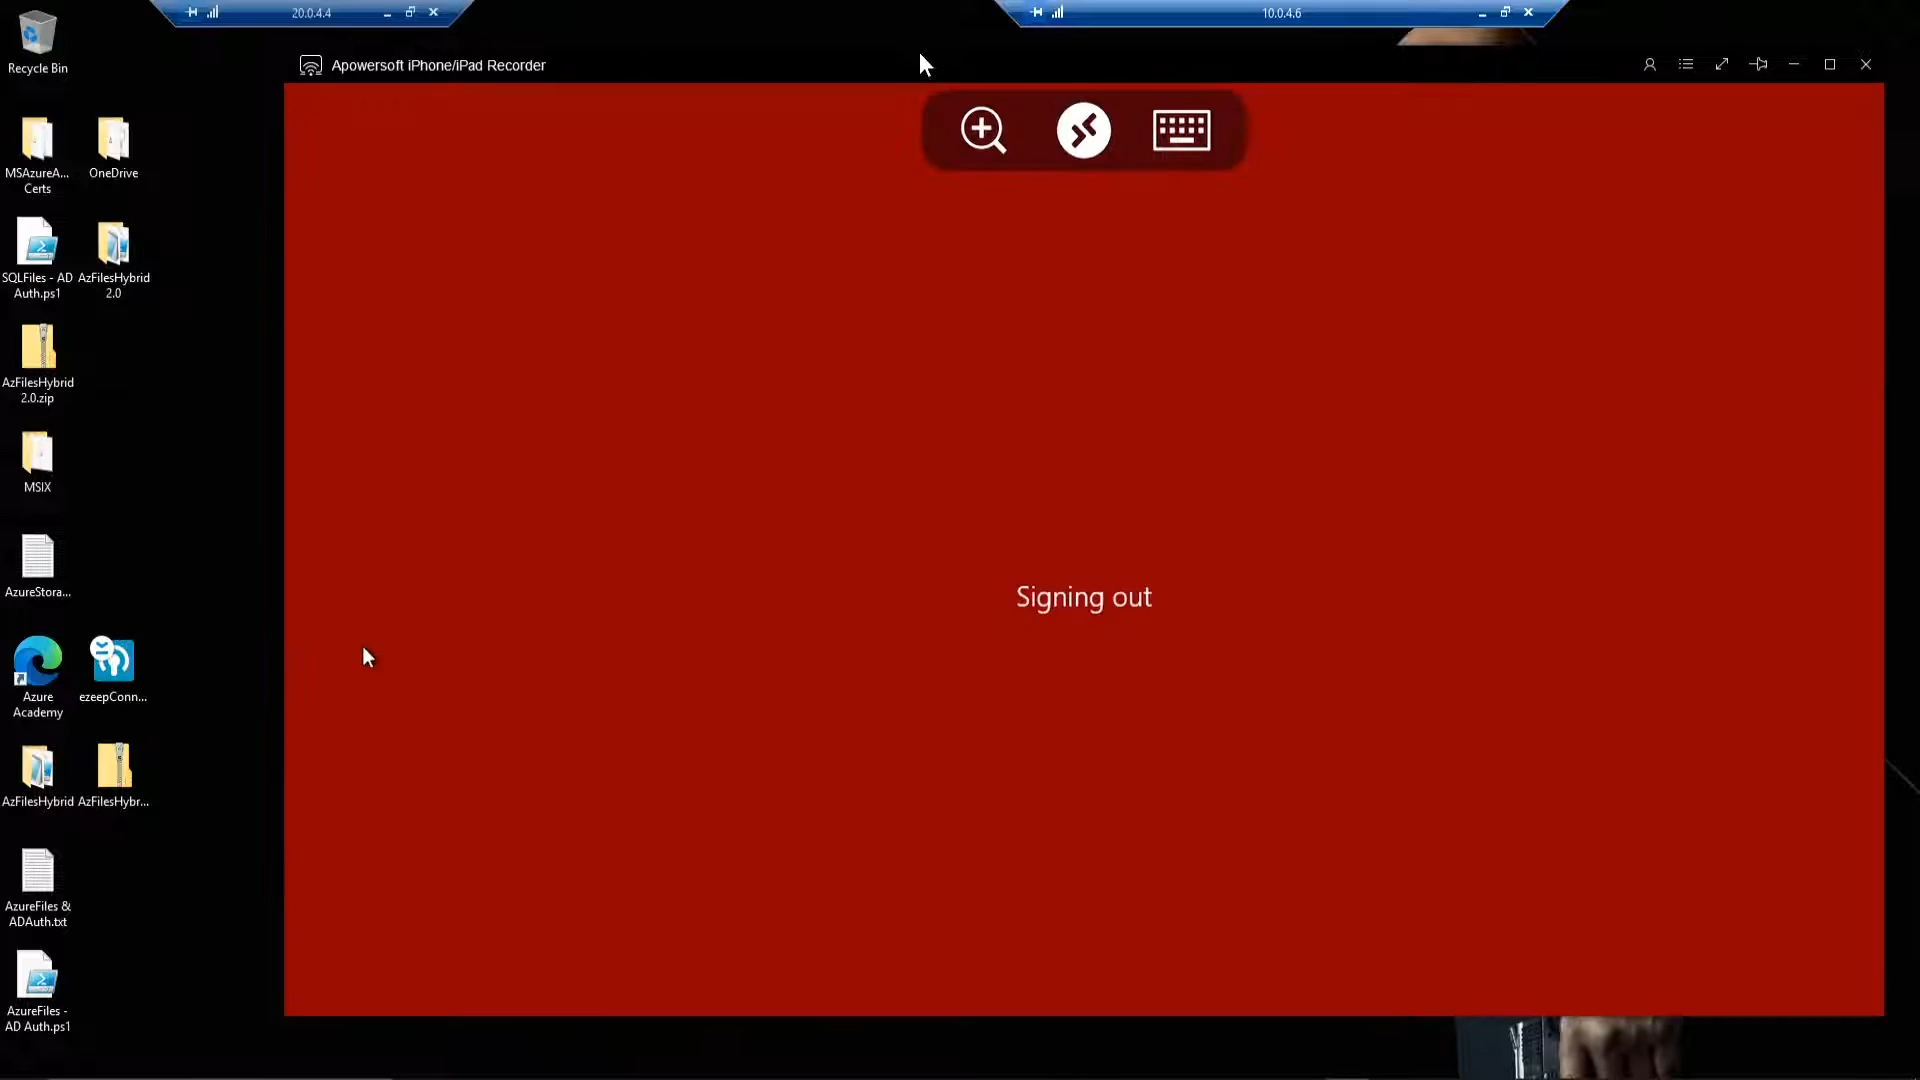 20.0.4.4
10.0.4.6
Apowersoft iPhone/iPad Recorder
Recycle Bin
MSAzureA...
Certs
OneDrive
SQLFiles - AD
Auth.ps1
AzFilesHybrid
2.0
AzFilesHybrid
2.0.zip
MSIX
AzureStora...
Signing out
Azure
Academy
ezeepConn...
AzFilesHybrid
AzFilesHybr...
AzureFiles &
ADAuth.txt
AzureFiles -
AD Auth.ps1